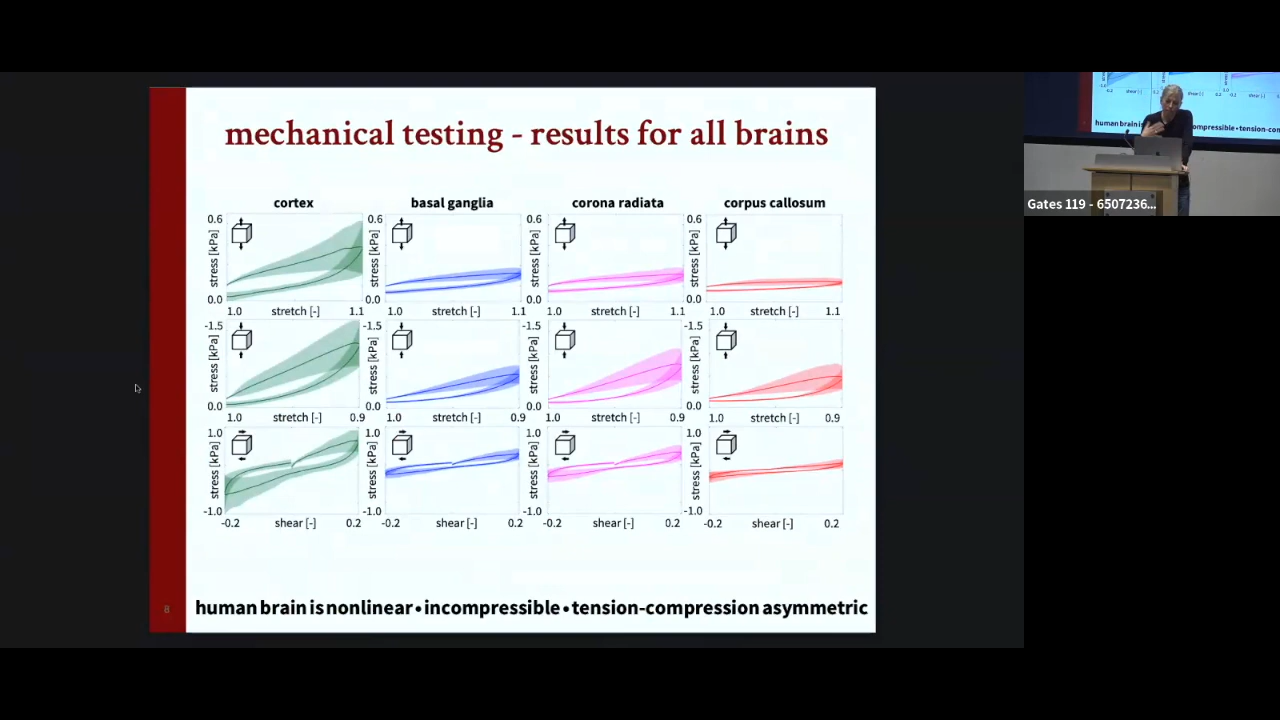 mechanical testing - results for all brains
cortex
basal ganglia
corona radiata
corpus callosum
0.6
stress [kPa]
0.0
1.0 stretch [-] 1.1
0.6
stress [kPa]
0.0
1.0 stretch [-] 1.1
0.6
stress [kPa]
0.0
1.0 stretch [-] 1.1
0.6
stress [kPa]
0.0
1.0 stretch [-] 1.1
-1.5
stress [kPa]
0.0
1.0 stretch [-] 0.9
-1.5
stress [kPa]
0.0
1.0 stretch [-] 0.9
-1.5
stress [kPa]
0.0
1.0 stretch [-] 0.9
-1.5
stress [kPa]
0.0
1.0 stretch [-] 0.9
1.0
stress [kPa]
-1.0
-0.2 shear [-] 0.2
1.0
stress [kPa]
-1.0
-0.2 shear [-] 0.2
1.0
stress [kPa]
-1.0
-0.2 shear [-] 0.2
1.0
stress [kPa]
-1.0
-0.2 shear [-] 0.2
8
human brain is nonlinear • incompressible • tension-compression asymmetric
human brain i
compressible • tension-con
Gates 119 - 6507236...